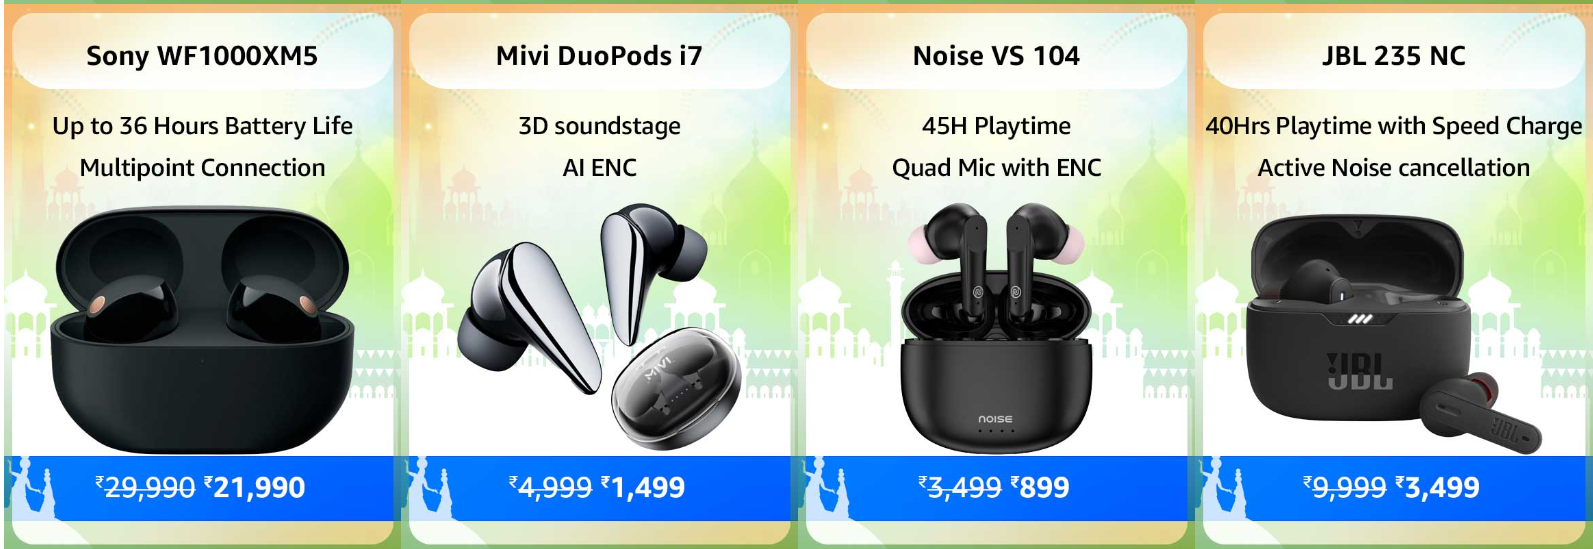 Sony WF1000XM5
Up to 36 Hours Battery Life
Multipoint Connection
₹29,990 ₹21,990
Mivi DuoPods i7
3D soundstage
AI ENC
MIVI
₹4,999 ₹1,499
Noise VS 104
45H Playtime
Quad Mic with ENC
NOISE
₹3,499 ₹899
JBL 235 NC
40Hrs Playtime with Speed Charge
Active Noise cancellation
JBL
JBL
₹9,999 ₹3,499